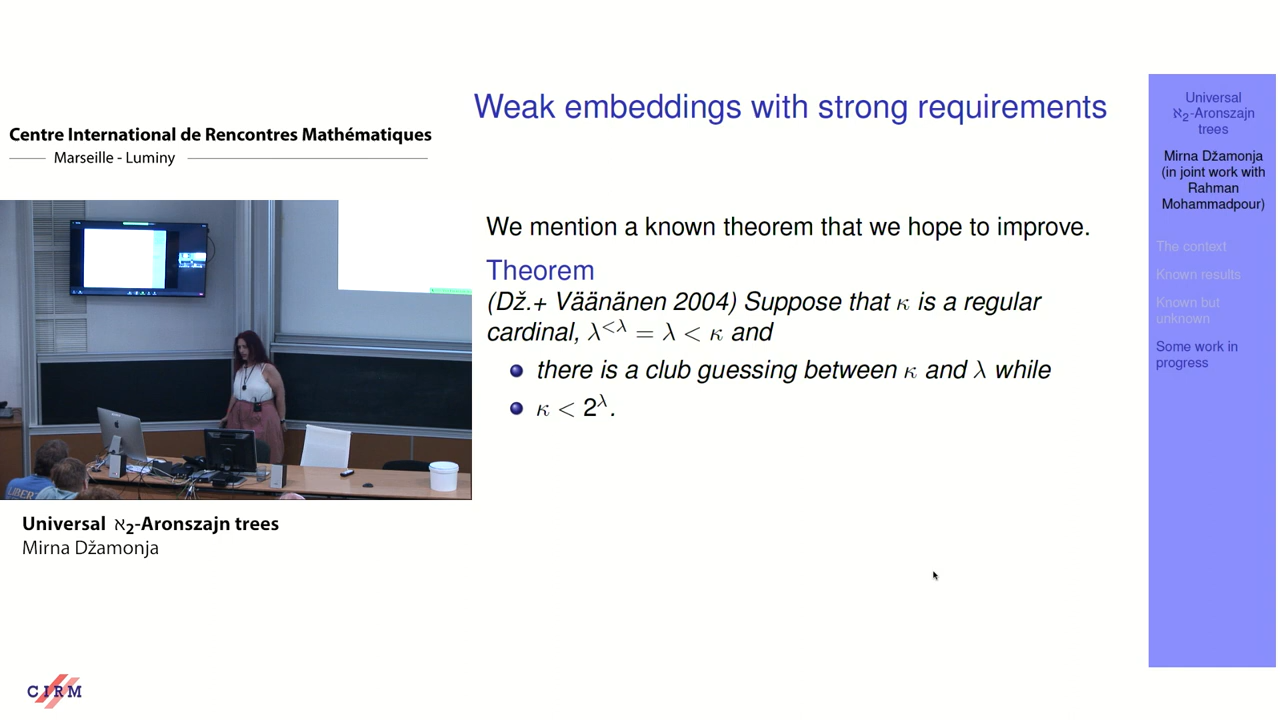 Weak embeddings with strong requirements
Centre International de Rencontres Mathématiques
Marseille - Luminy
We mention a known theorem that we hope to improve.
Theorem
(Dž.+ Väänänen 2004) Suppose that κ is a regular
cardinal, λ^{<λ} = λ < κ and
there is a club guessing between κ and λ while
κ < 2^λ.
Universal ℵ₂-Aronszajn trees
Mirna Džamonja
Universal
ℵ₂-Aronszajn
trees
Mirna Džamonja
(in joint work with
Rahman
Mohammadpour)
The context
Known results
Known but
unknown
Some work in
progress
CIRM